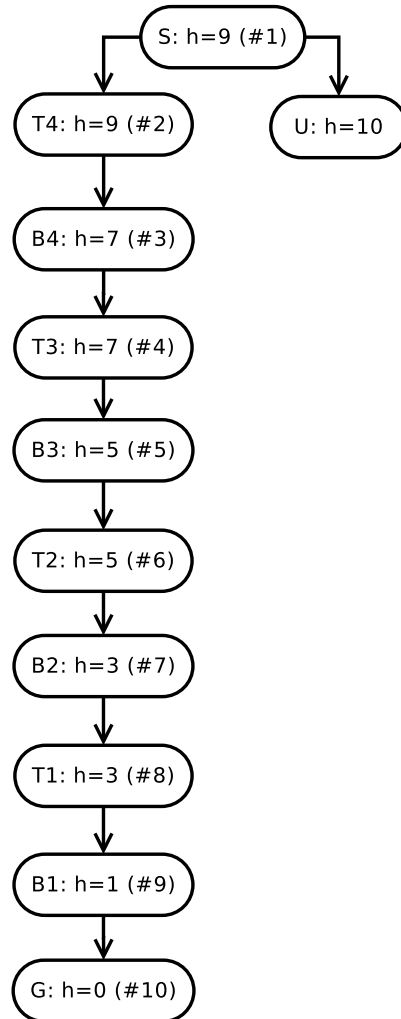 S: h=9 (#1)
T4: h=9 (#2)
U: h=10
B4: h=7 (#3)
T3: h=7 (#4)
B3: h=5 (#5)
T2: h=5 (#6)
B2: h=3 (#7)
T1: h=3 (#8)
B1: h=1 (#9)
G: h=0 (#10)